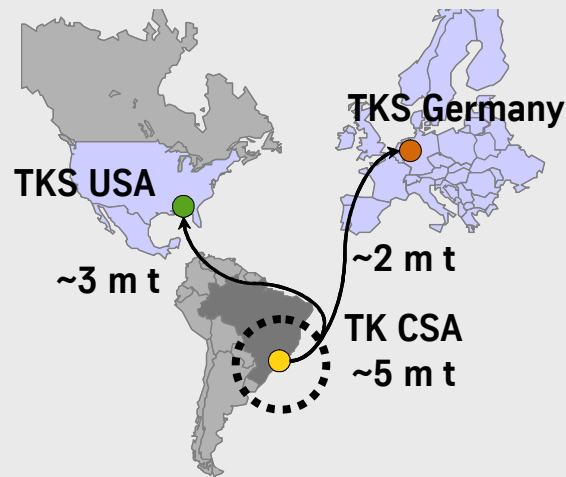 TKS Germany
TKS USA
~2 m t
~3 m t
TK CSA
~5 m t